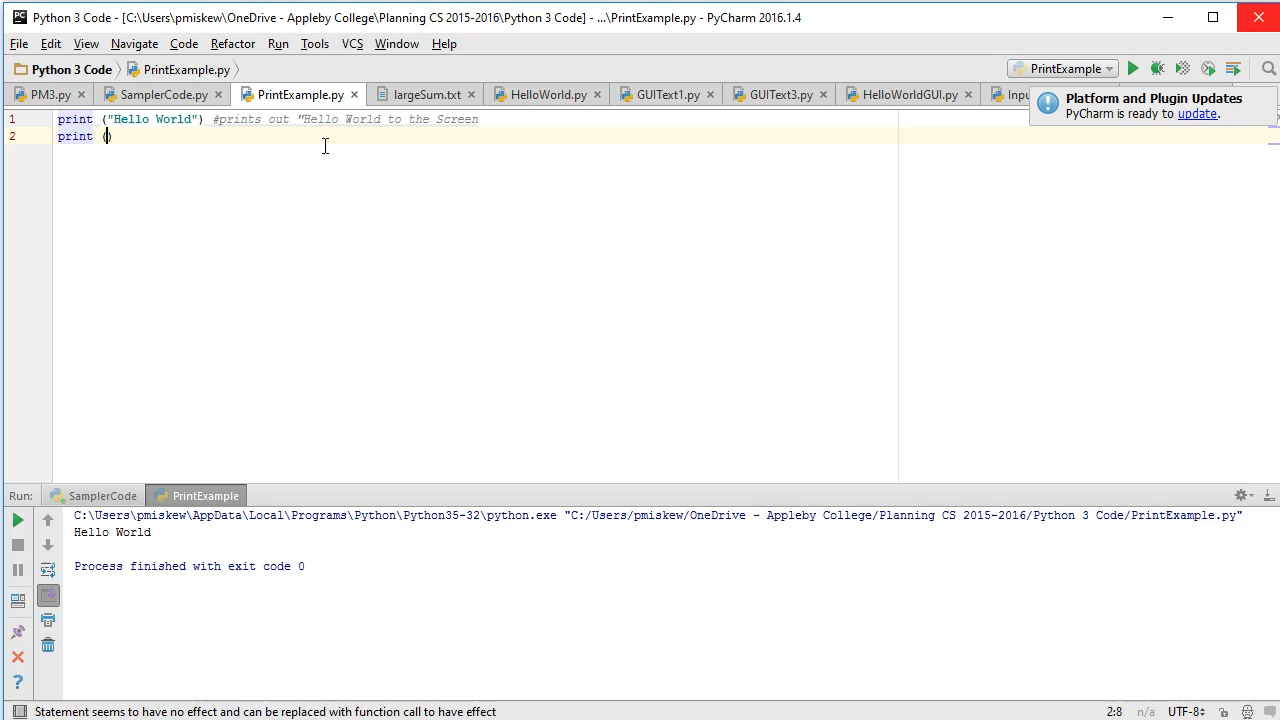 Python 3 Code - [C:\Users\pmiskew\OneDrive - Appleby College\Planning CS 2015-2016\Python 3 Code] - ...\PrintExample.py - PyCharm 2016.1.4
File Edit View Navigate Code Refactor Run Tools VCS Window Help
Python 3 Code PrintExample.py PrintExample
PM3.py SamplerCode.py PrintExample.py largeSum.txt HelloWorld.py GUIText1.py GUIText3.py HelloWorldGUI.py Inpu
Platform and Plugin Updates
PyCharm is ready to update.
1 print ("Hello World") #prints out "Hello World to the Screen
2 print ()
Run: SamplerCode PrintExample
C:\Users\pmiskew\AppData\Local\Programs\Python\Python35-32\python.exe "C:/Users/pmiskew/OneDrive - Appleby College/Planning CS 2015-2016/Python 3 Code/PrintExample.py"
Hello World
Process finished with exit code 0
Statement seems to have no effect and can be replaced with function call to have effect 2:8 n/a UTF-8